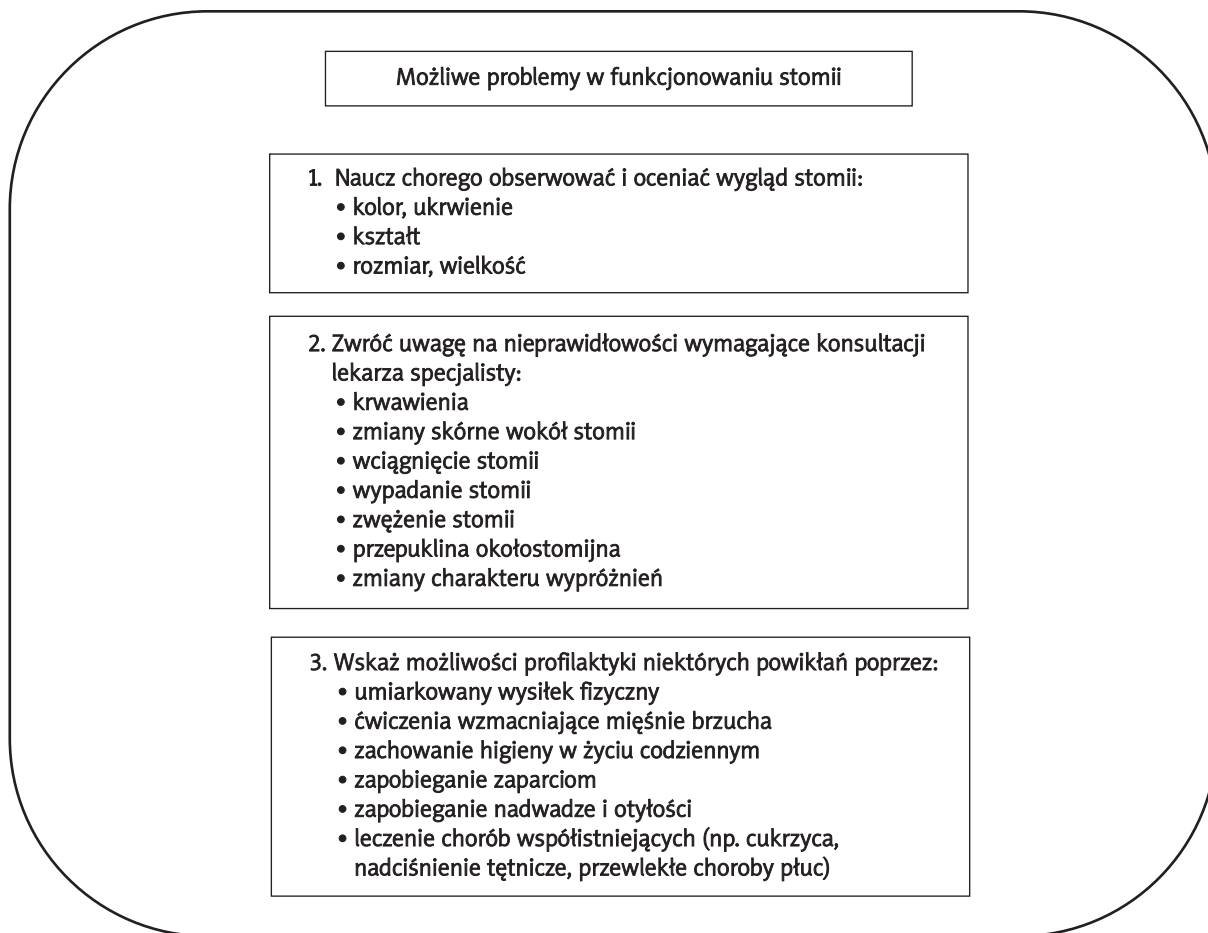 Możliwe problemy w funkcjonowaniu stomii
1. Naucz chorego obserwować i oceniać wygląd stomii:
• kolor, ukrwienie
• kształt
• rozmiar, wielkość
2. Zwróć uwagę na nieprawidłowości wymagające konsultacji
lekarza specjalisty:
• krwawienia
• zmiany skórne wokół stomii
• wciągnięcie stomii
• wypadanie stomii
• zwężenie stomii
• przepuklina okołostomijna
• zmiany charakteru wypróżnień
3. Wskaż możliwości profilaktyki niektórych powikłań poprzez:
• umiarkowany wysiłek fizyczny
• ćwiczenia wzmacniające mięśnie brzucha
• zachowanie higieny w życiu codziennym
• zapobieganie zaparciom
• zapobieganie nadwadze i otyłości
• leczenie chorób współistniejących (np. cukrzyca,
nadciśnienie tętnicze, przewlekłe choroby płuc)